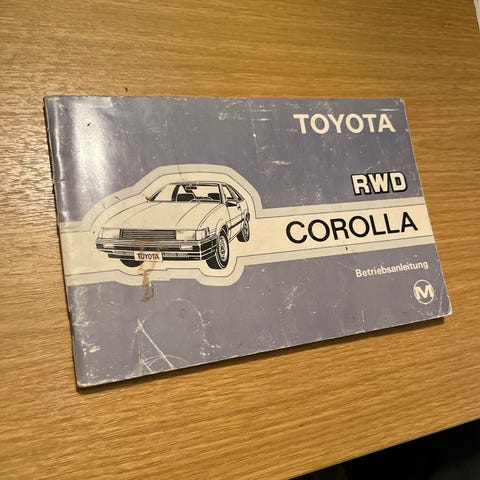 TOYOTA
RWD
COROLLA
TOYOTA
Betriebsanleitung
M